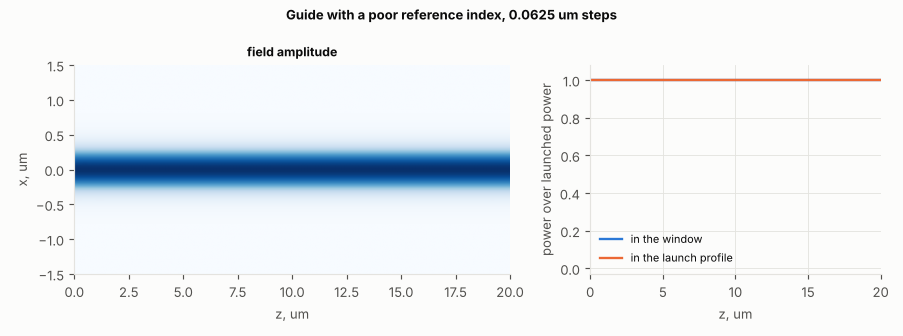 Guide with a poor reference index, 0.0625 um steps
field amplitude
1.5
1.0
0.5
0.0
−0.5
−1.0
−1.5
x, um
0.0 2.5 5.0 7.5 10.0 12.5 15.0 17.5 20.0
z, um
power over launched power
1.0
0.8
0.6
0.4
0.2
0.0
in the window
in the launch profile
0 5 10 15 20
z, um